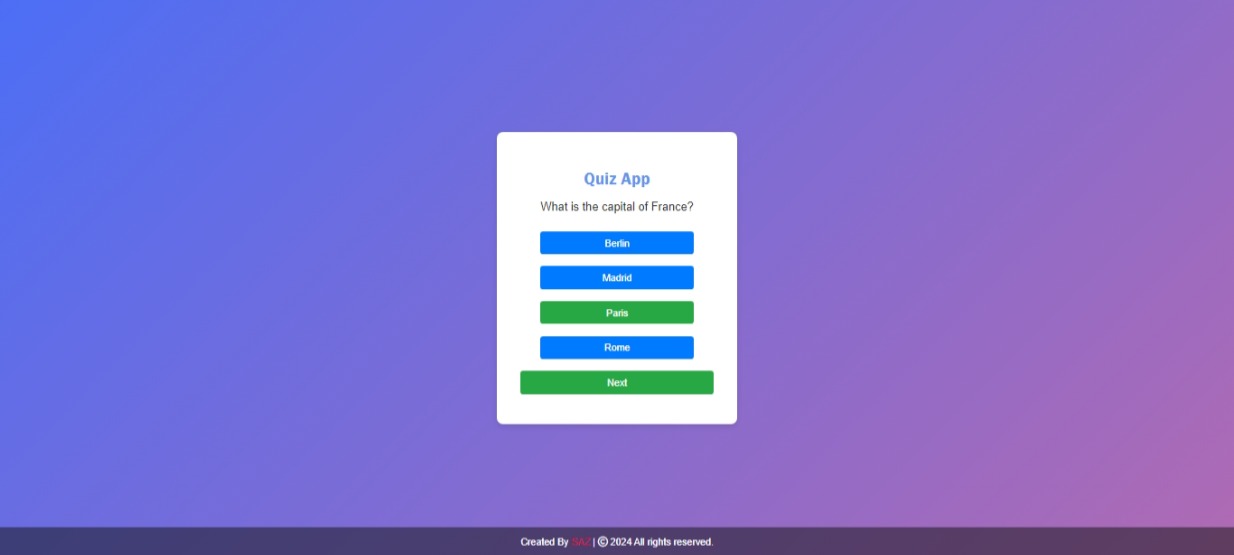 Quiz App
What is the capital of France?
Berlin
Madrid
Paris
Rome
Next
Created By SAZ | © 2024 All rights reserved.